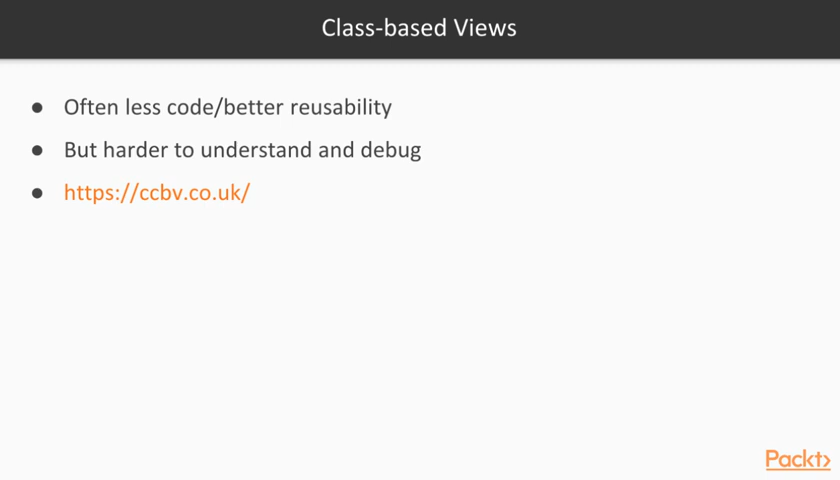 Class-based Views
● Often less code/better reusability
● But harder to understand and debug
● https://ccbv.co.uk/
Packt>